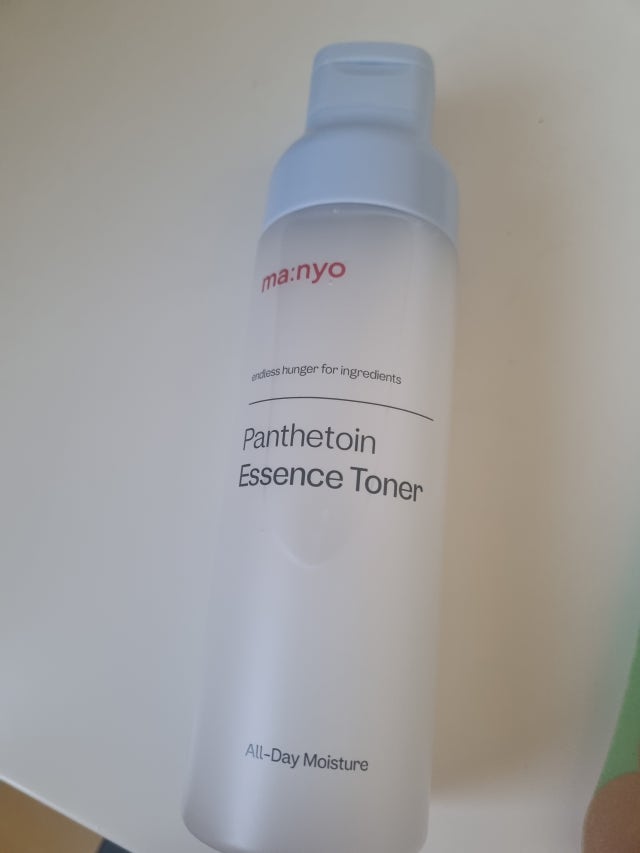 ma:nyo
endless hunger for ingredients
Panthetoin
Essence Toner
All-Day Moisture